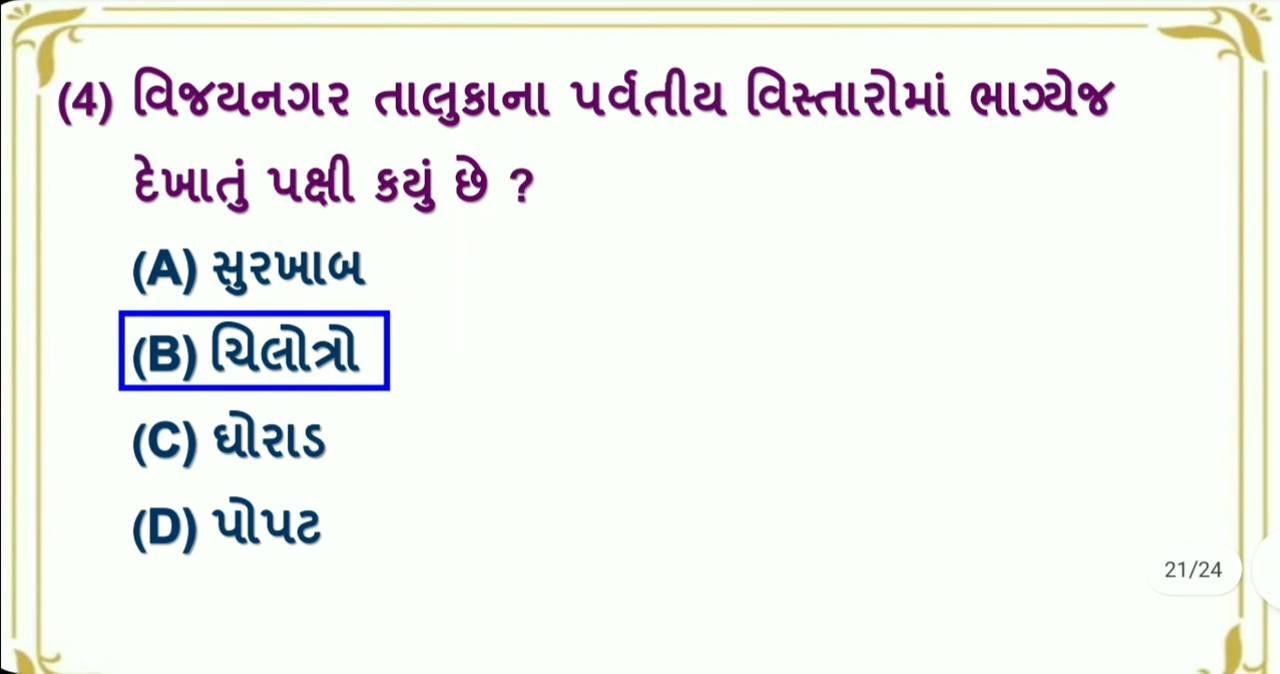 (4) વિજયનગર તાલુકાના પર્વતીય વિસ્તારોમાં ભાગ્યેજ
દેખાતું પક્ષી કયું છે ?
(A) સુરખાબ
(B) ચિલોત્રો
(C) ઘોરાડ
(D) પોપટ
21/24